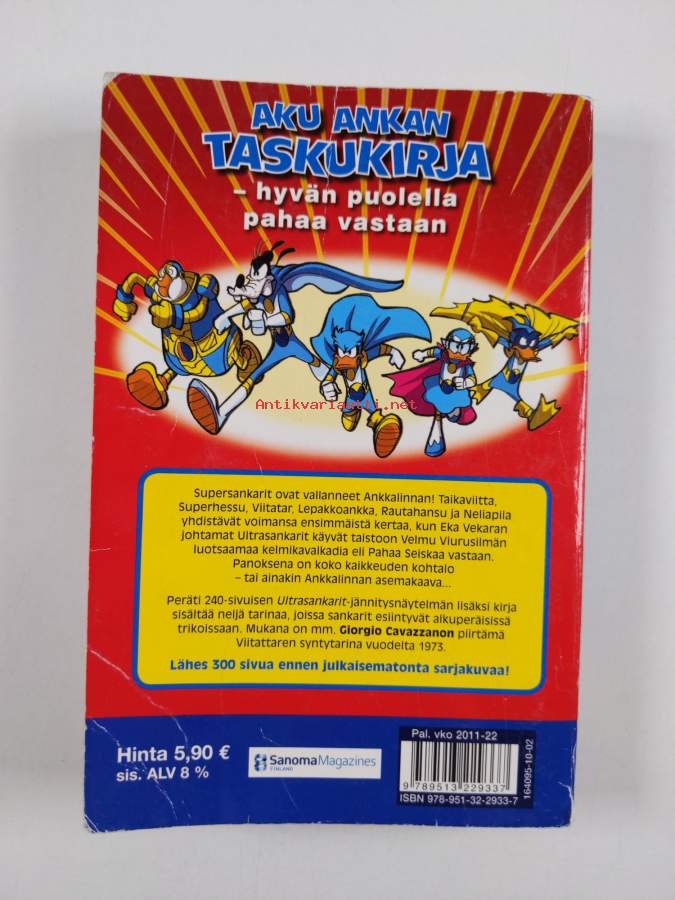 AKU ANKAN
TASKUKIRJA
– hyvän puolella
pahaa vastaan
Antikvariaatti.net
Supersankarit ovat vallanneet Ankkalinnan! Taikaviitta,
Superhessu, Viitatar, Lepakkoankka, Rautahansu ja Neliapila
yhdistävät voimansa ensimmäistä kertaa, kun Eka Vekaran
johtamat Ultrasankarit käyvät taistoon Velmu Viurusilmän
luotsaamaa kelmikavalkadia eli Pahaa Seiskaa vastaan.
Panoksena on koko kaikkeuden kohtalo
– tai ainakin Ankkalinnan asemakaava...
Peräti 240-sivuisen Ultrasankarit-jännitysnäytelmän lisäksi kirja
sisältää neljä tarinaa, joissa sankarit esiintyvät alkuperäisissä
trikoissaan. Mukana on mm. Giorgio Cavazzanon piirtämä
Viitattaren syntytarina vuodelta 1973.
Lähes 300 sivua ennen julkaisematonta sarjakuvaa!
Hinta 5,90 €
sis. ALV 8 %
SanomaMagazines
FINLAND
Pal. vko 2011-22
9 789513 229337
ISBN 978-951-32-2933-7
164095-10-02